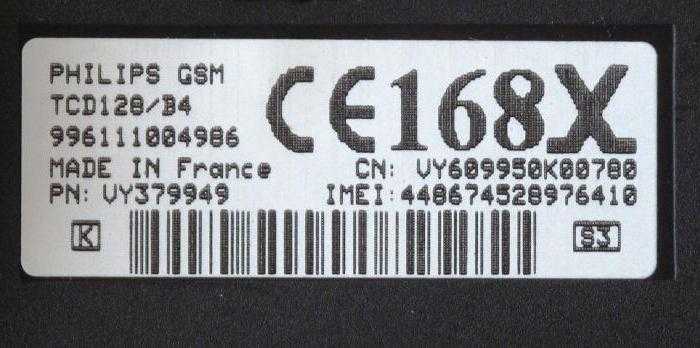 PHILIPS GSM
TCD128/B4
996111004986
CE168X
MADE IN France
CN: VY609950K00780
PN: VY379949
IMEI:448674528976410
K
S3